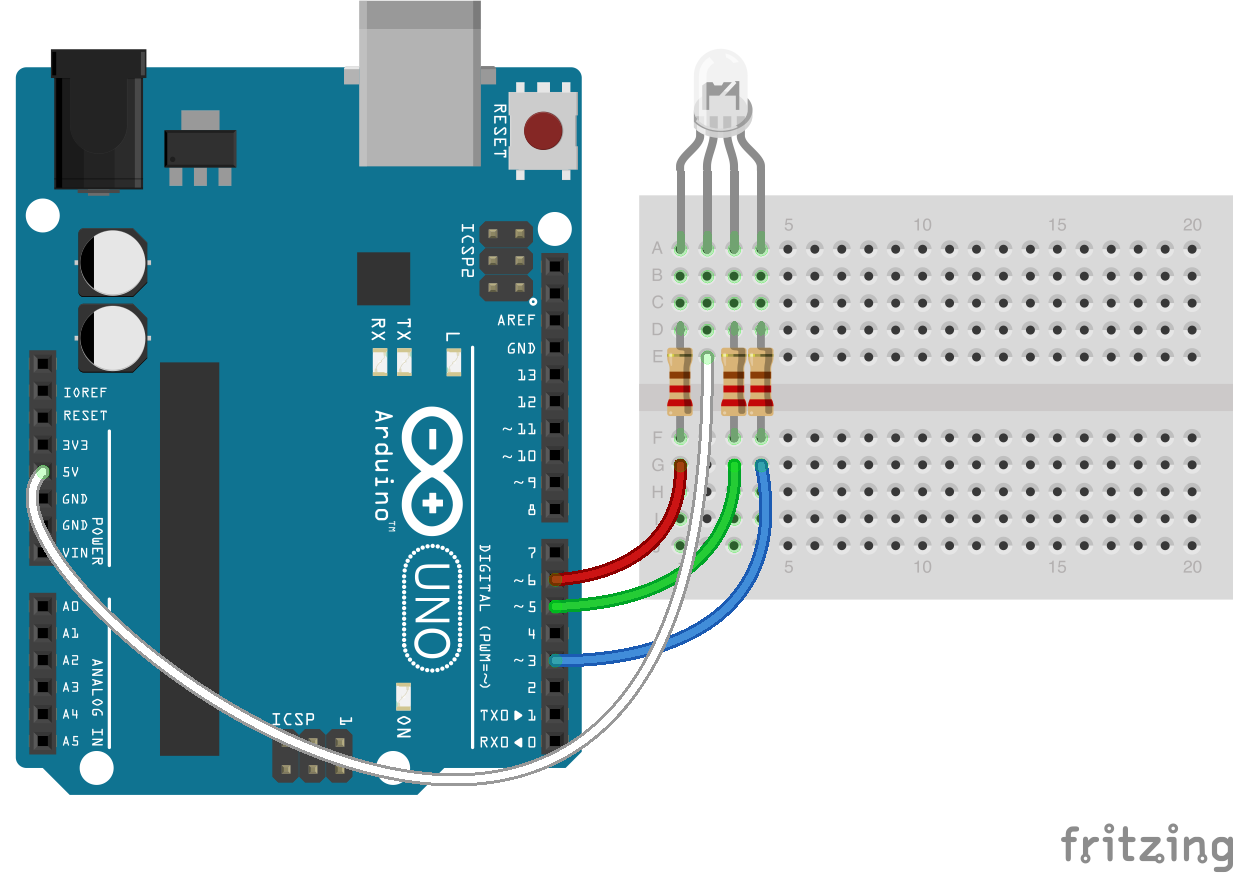 RESET
ICSP2
AREF
GND
13
12
~11
~10
~9
8
7
~6
~5
4
~3
2
TX0▶1
RX0◀0
RX
TX
L
Arduino™
UNO
DIGITAL (PWM=~)
IOREF
RESET
3V3
5V
GND
GND
VIN
POWER
A0
A1
A2
A3
A4
A5
ANALOG IN
ICSP
1
ON
5 10 15 20
A
B
C
D
E
F
G
H
5 10 15 20
fritzing